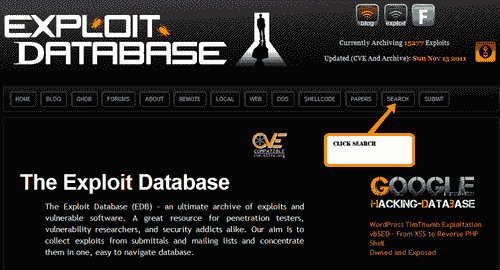 EXPLOIT
DATABASE
blog
exploit
F
Currently Archiving 15277 Exploits
Updated (CVE And Archive): Sun Nov 13 2011
HOME BLOG GHDB FORUMS ABOUT REMOTE LOCAL WEB DOS SHELLCODE PAPERS SEARCH SUBMIT
CVE
COMPATIBLE
cve.mitre.org
CLICK SEARCH
The Exploit Database
The Exploit Database (EDB) - an ultimate archive of exploits and
vulnerable software. A great resource for penetration testers,
vulnerability researchers, and security addicts alike. Our aim is to
collect exploits from submittals and mailing lists and concentrate
them in one, easy to navigate database.
GOOGLE
HACKING-DATABASE
WordPress TimThumb Exploitation
vbSEO - From XSS to Reverse PHP
Shell
Owned and Exposed